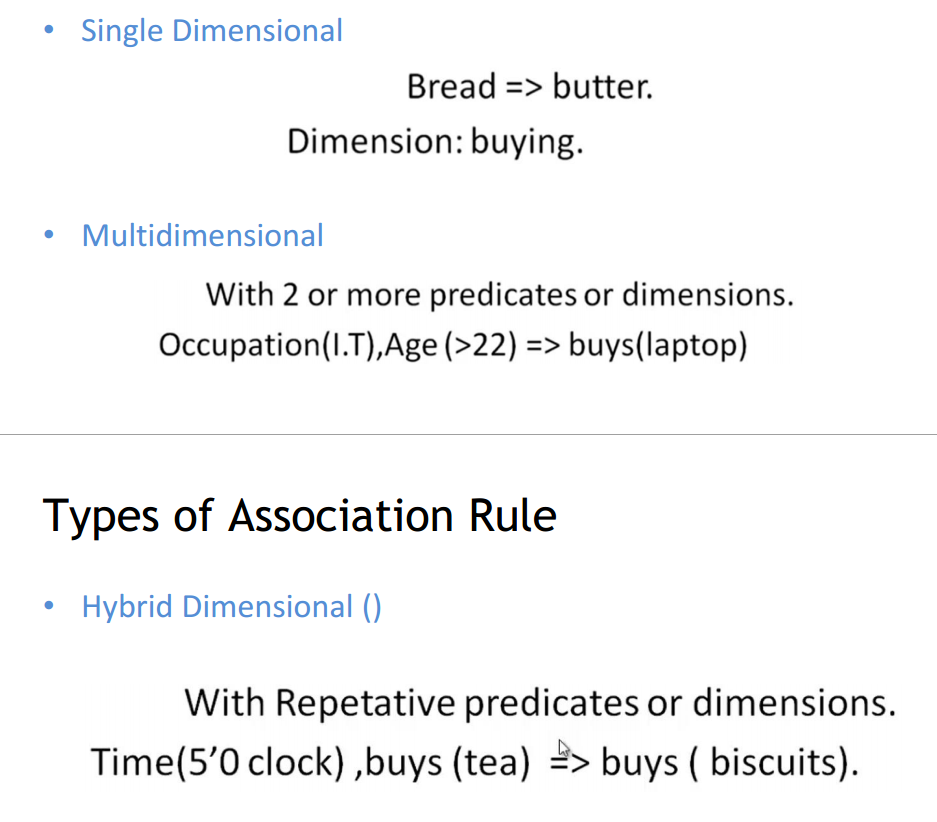 • Single Dimensional
Bread => butter.
Dimension: buying.
• Multidimensional
With 2 or more predicates or dimensions.
Occupation(I.T),Age (>22) => buys(laptop)
Types of Association Rule
• Hybrid Dimensional ()
With Repetative predicates or dimensions.
Time(5’0 clock) ,buys (tea) => buys ( biscuits).